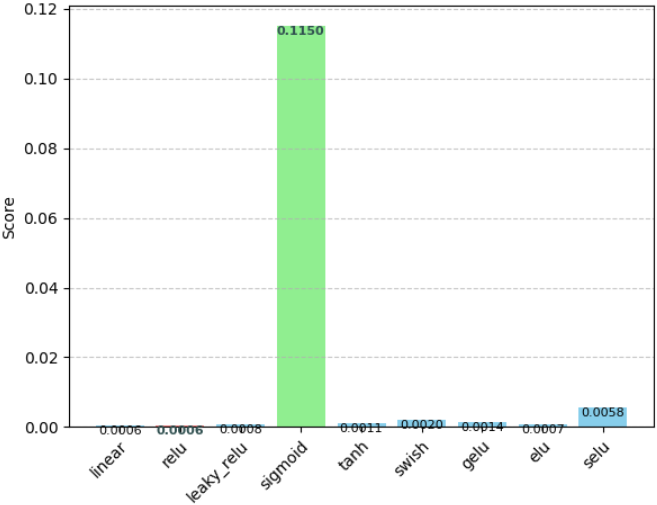 0.12
0.10
0.08
0.06
0.04
0.02
0.00
Score
0.1150
0.0006
0.0006
0.0008
0.0011
0.0020
0.0014
0.0007
0.0058
linear
relu
leaky_relu
sigmoid
tanh
swish
gelu
elu
selu